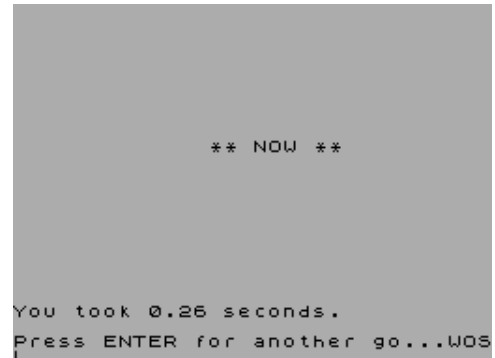 ** NOW **
You took 0.26 seconds.
Press ENTER for another go...WOS